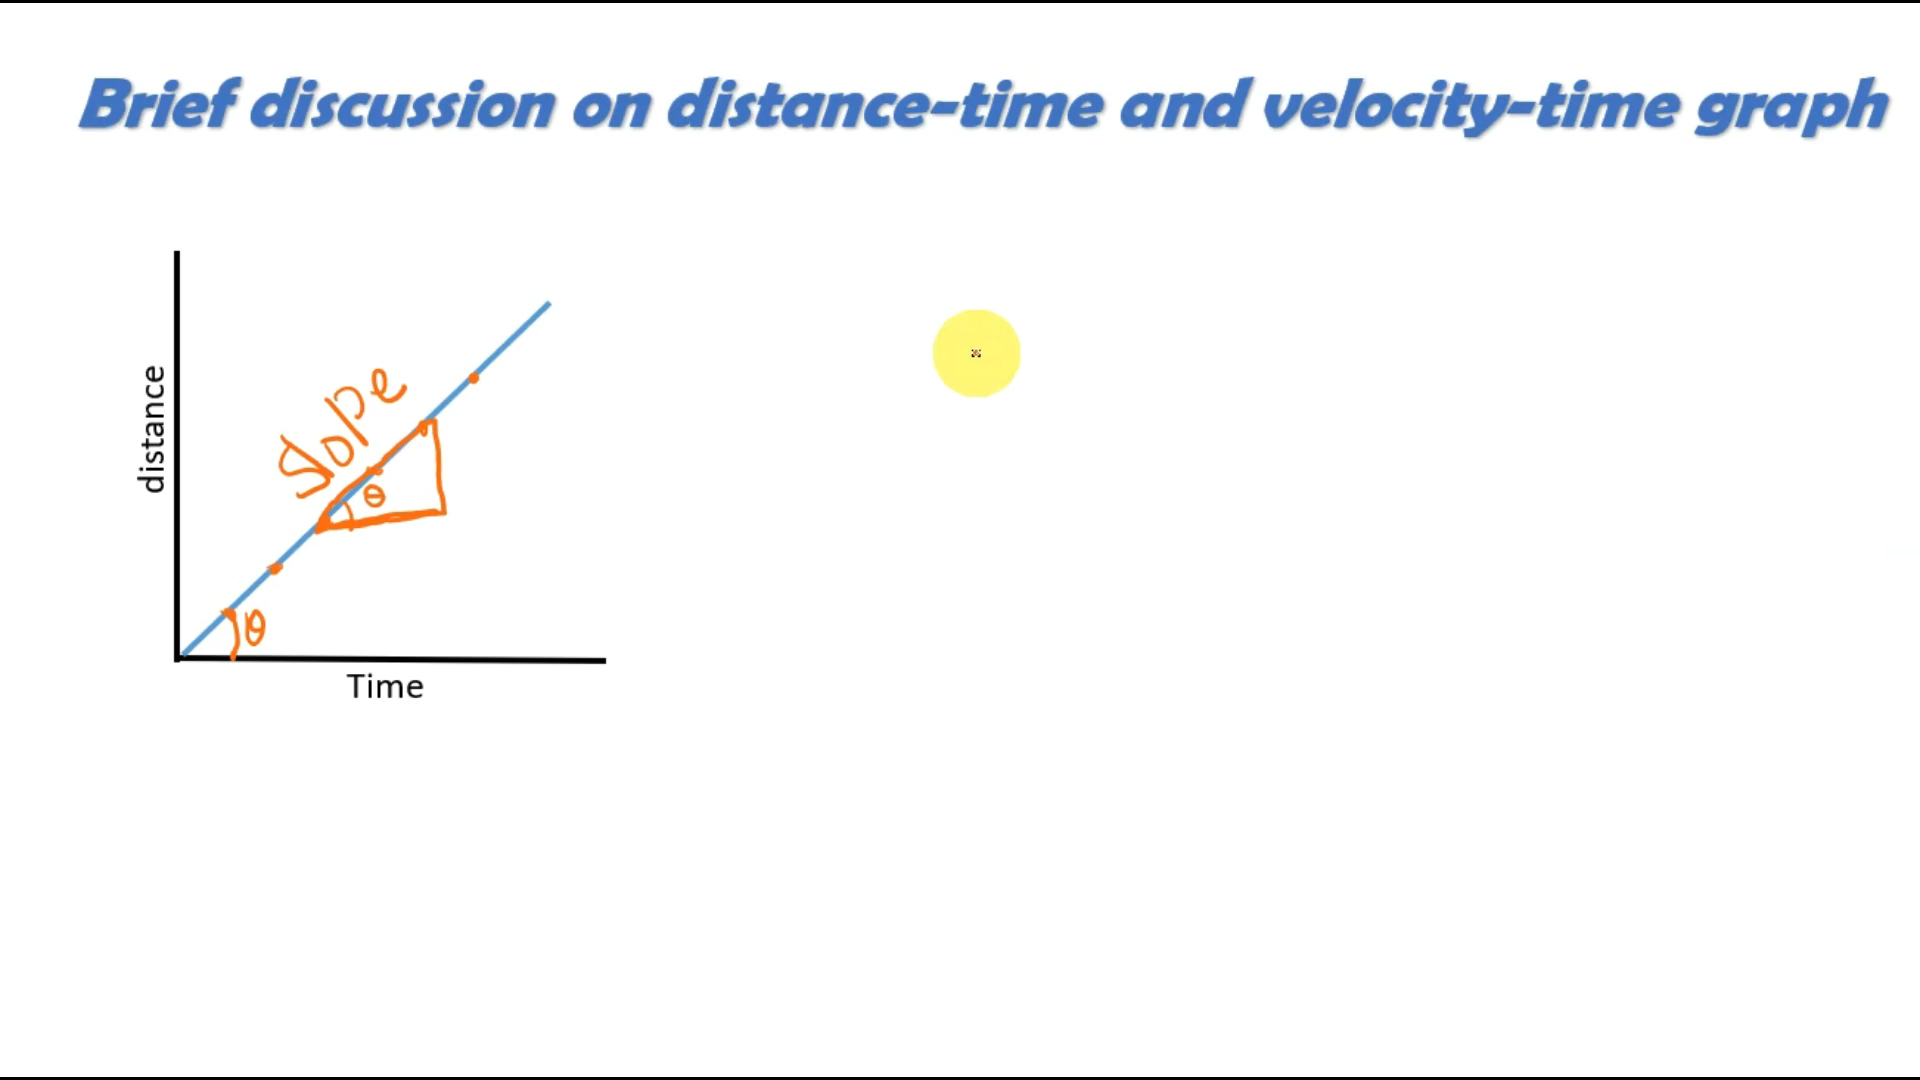 Brief discussion on distance-time and velocity-time graph
distance
slope
θ
θ
Time